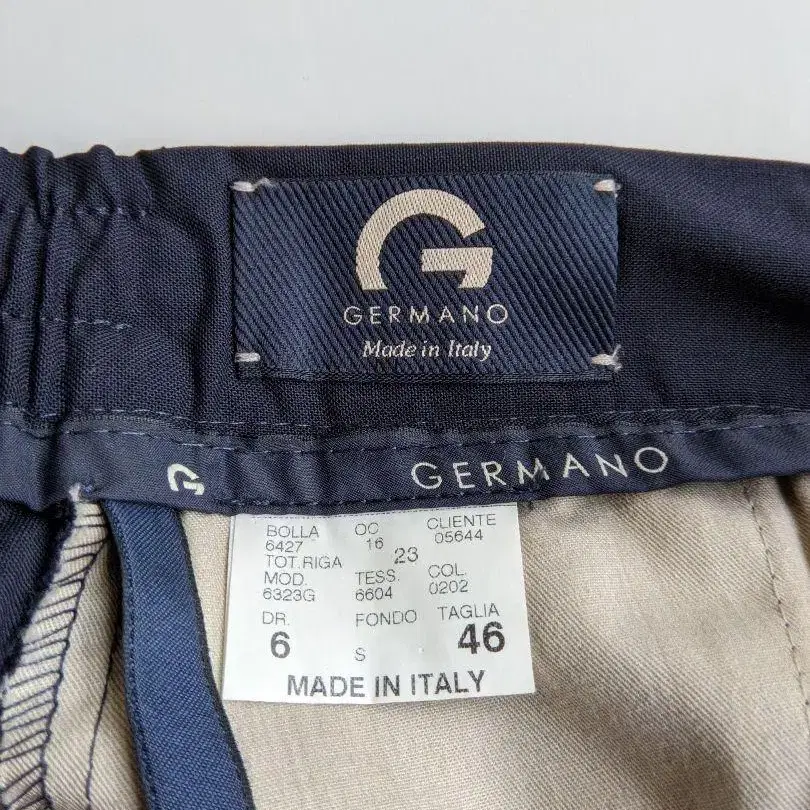 G
GERMANO
Made in Italy
G GERMANO
BOLLA OC CLIENTE
6427 16 05644
TOT.RIGA 23
MOD. TESS. COL.
6323G 6604 0202
DR. FONDO TAGLIA
6 S 46
MADE IN ITALY